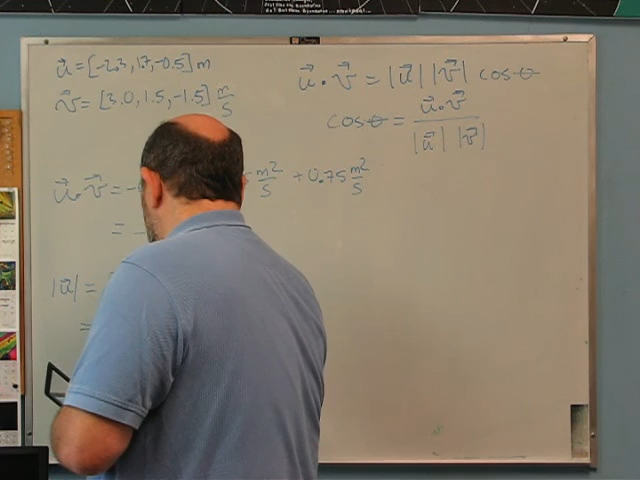 u⃗ = [-2.3, 1.7, -0.5] m
v⃗ = [3.0, 1.5, -1.5] m/s
u⃗ • v⃗ = |u⃗| |v⃗| cos θ
cos θ = u⃗ • v⃗ / |u⃗| |v⃗|
u⃗ • v⃗ = - m²/s + 0.75 m²/s
=
|u⃗| =
=